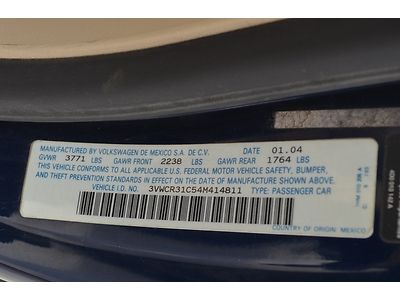 MANUFACTURED BY VOLKSWAGEN DE MEXICO S.A. DE C.V. DATE 01.04
GVWR 3771 LBS GAWR FRONT 2238 LBS GAWR REAR 1764 LBS
THIS VEHICLE CONFORMS TO ALL APPLICABLE FEDERAL MOTOR VEHICLE SAFETY, BUMPER,
AND THEFT PREVENTION STANDARDS IN EFFECT ON THE DATE OF MANUFACTURE SHOWN ABOVE.
VEHICLE I.D. NO.: 3VWCR31C54M414811 TYPE: PASSENGER CAR
COUNTRY OF ORIGIN: MEXICO